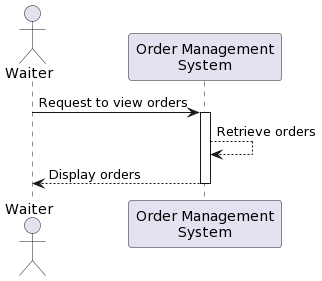 Waiter
Order Management
System
Request to view orders
Retrieve orders
Display orders
Waiter
Order Management
System